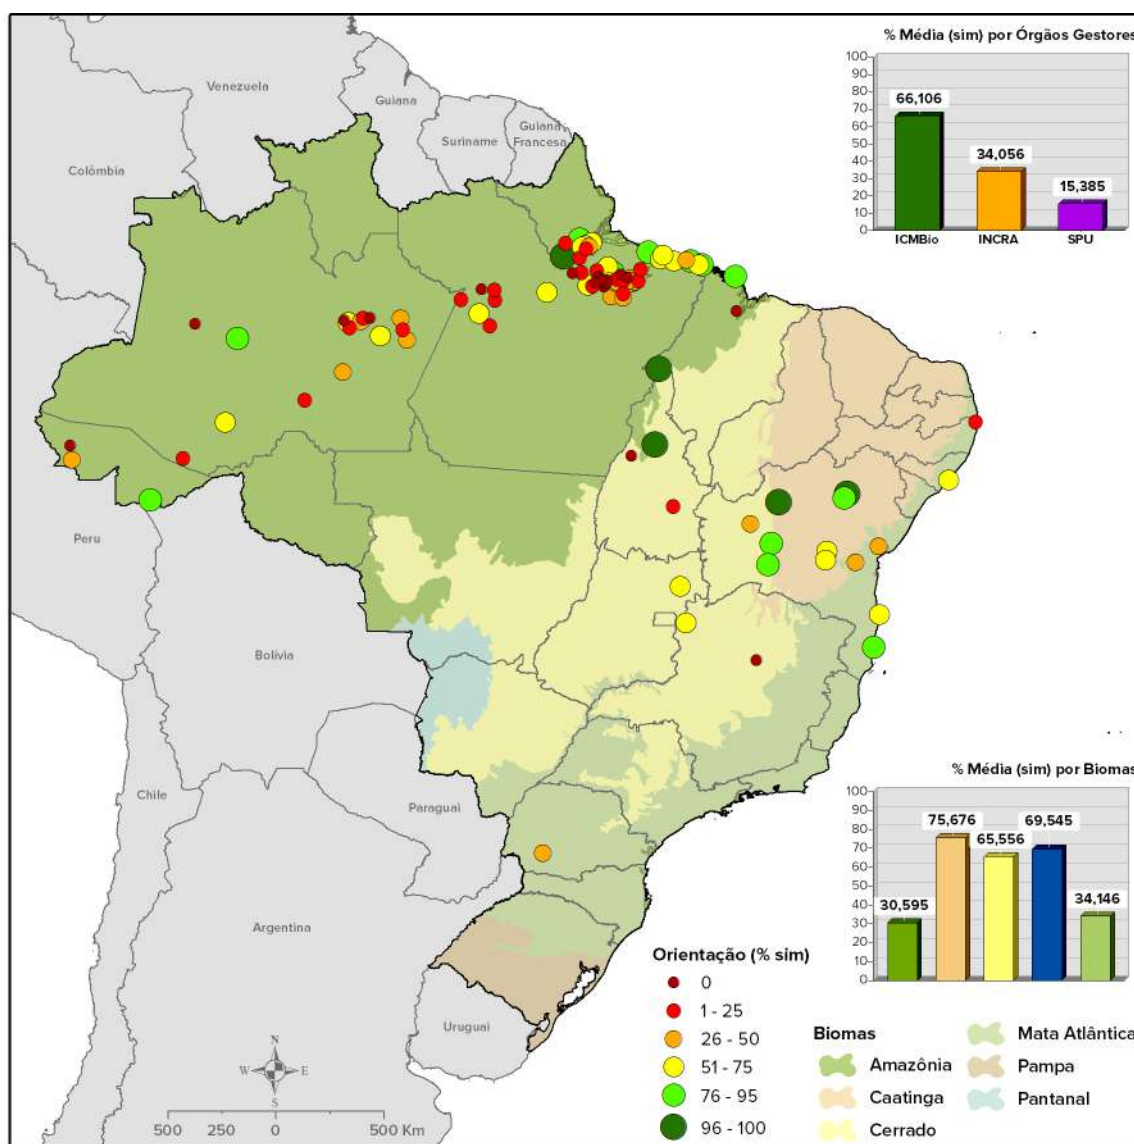 % Média (sim) por Órgãos Gestores
100
90
80
70
60
50
40
30
20
10
0
66,106
34,056
15,385
ICMBio
INCRA
SPU
Venezuela
Guiana
Suriname
Guiana
Francesa
Colômbia
Peru
Bolívia
Chile
Paraguai
Argentina
Uruguai
% Média (sim) por Biomas
100
90
80
70
60
50
40
30
20
10
0
30,595
75,676
65,556
69,545
34,146
Orientação (% sim)
0
1 - 25
26 - 50
51 - 75
76 - 95
96 - 100
Biomas
Amazônia
Caatinga
Cerrado
Mata Atlântica
Pampa
Pantanal
N
W
E
S
500
250
0
500 Km